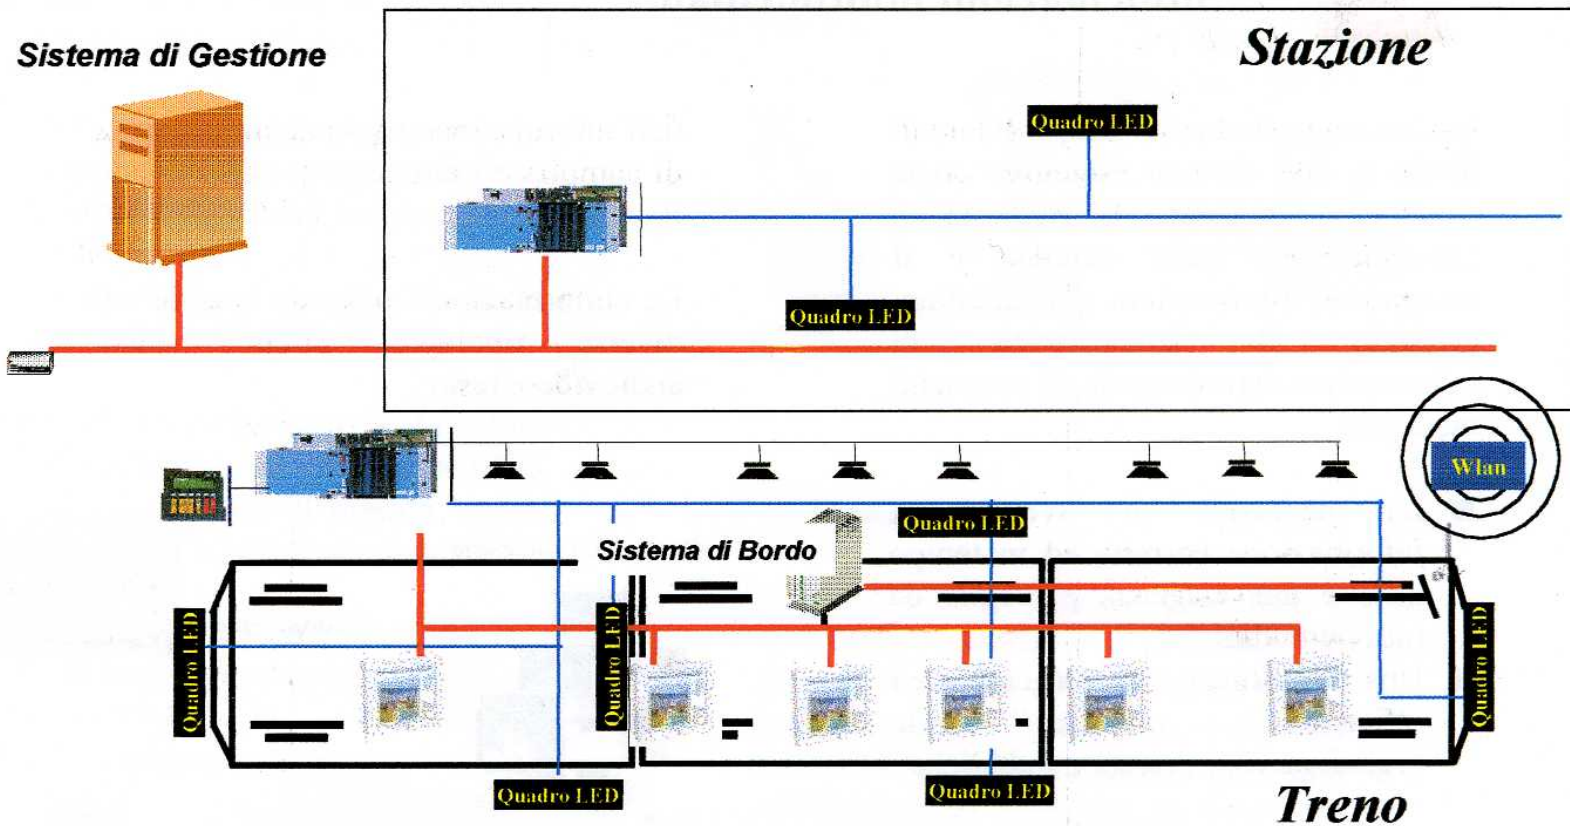 Sistema di Gestione
Stazione
Quadro LED
Quadro LED
Wlan
Quadro LED
Sistema di Bordo
Quadro LED
Quadro LED
Quadro LED
Quadro LED
Quadro LED
Treno